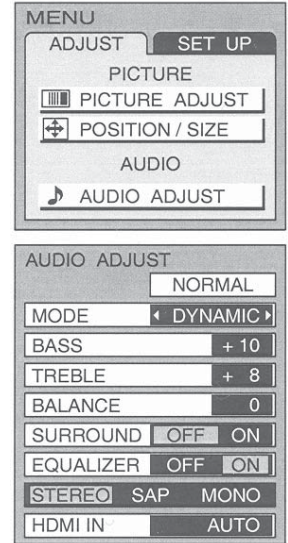 MENU
ADJUST SET UP
PICTURE
PICTURE ADJUST
POSITION / SIZE
AUDIO
AUDIO ADJUST
AUDIO ADJUST
NORMAL
MODE DYNAMIC
BASS + 10
TREBLE + 8
BALANCE 0
SURROUND OFF ON
EQUALIZER OFF ON
STEREO SAP MONO
HDMI IN AUTO